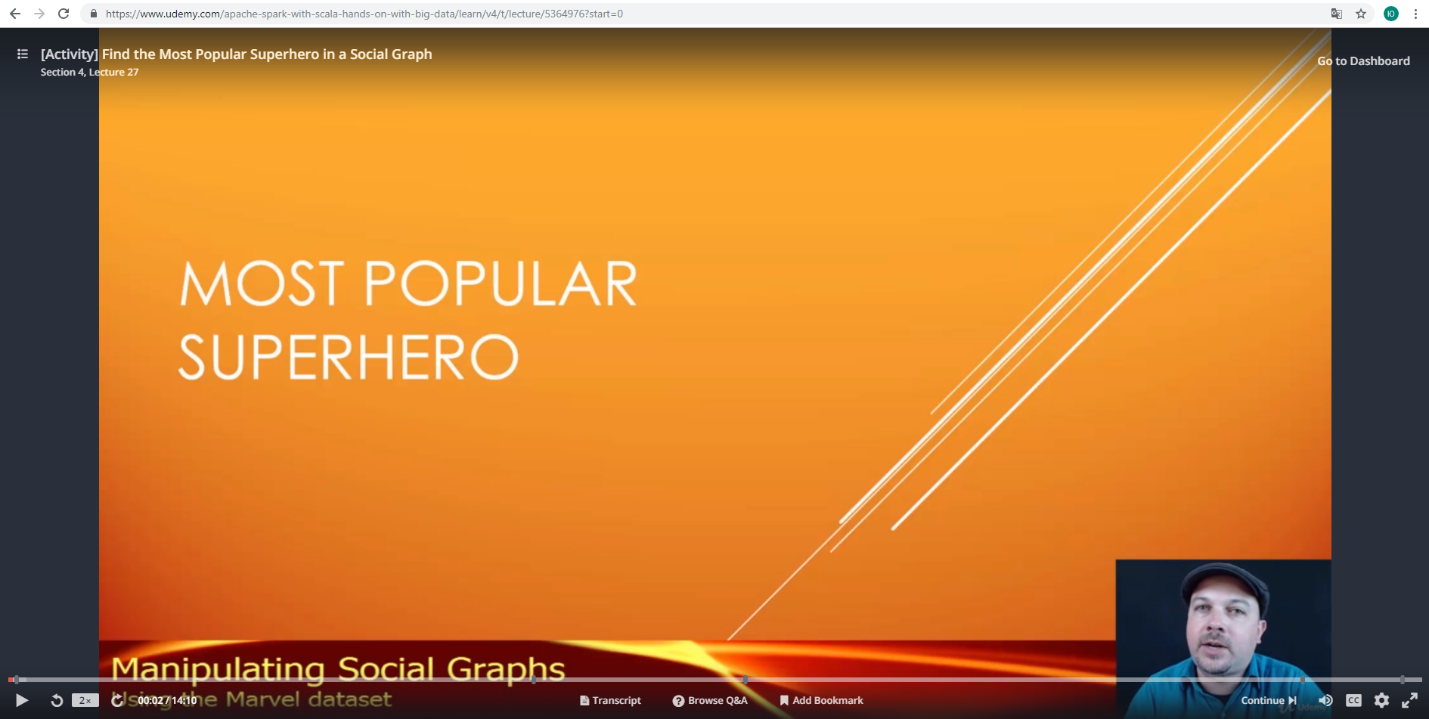 https://www.udemy.com/apache-spark-with-scala-hands-on-with-big-data/learn/v4/t/lecture/5364976?start=0
[Activity] Find the Most Popular Superhero in a Social Graph
Section 4, Lecture 27
Go to Dashboard
MOST POPULAR
SUPERHERO
Manipulating Social Graphs
Using the Marvel dataset
2×
00:02 / 14:10
Transcript
Browse Q&A
Add Bookmark
Continue
CC